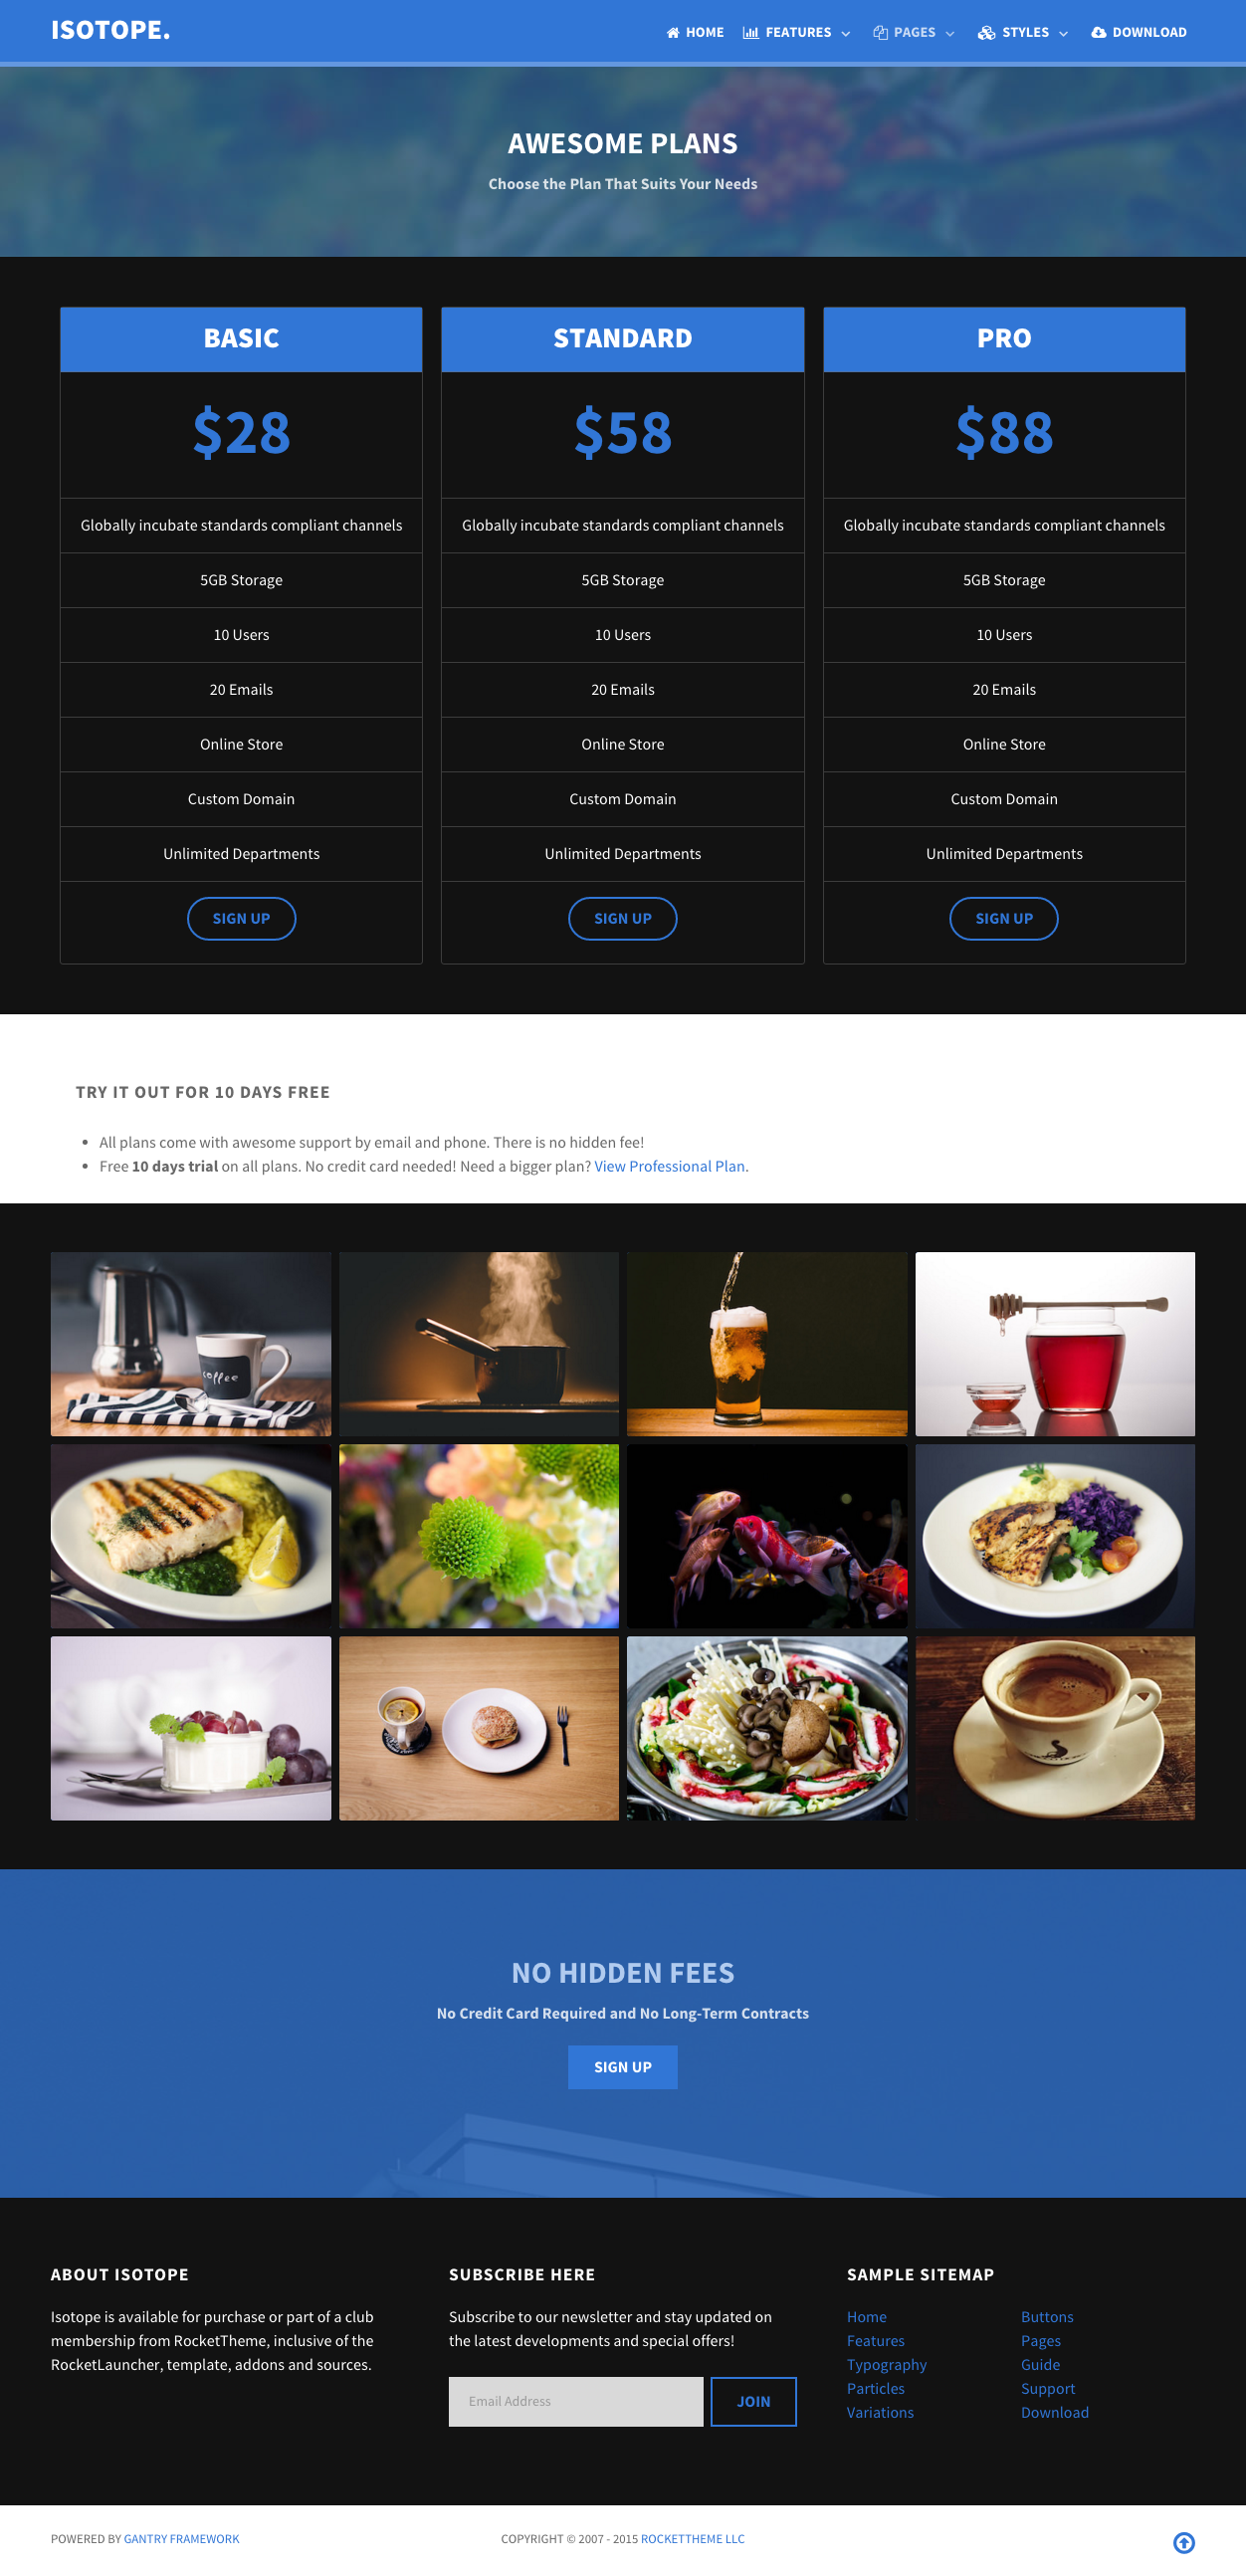 ISOTOPE.
HOME
FEATURES
PAGES
STYLES
DOWNLOAD
AWESOME PLANS
Choose the Plan That Suits Your Needs
BASIC
$28
Globally incubate standards compliant channels
5GB Storage
10 Users
20 Emails
Online Store
Custom Domain
Unlimited Departments
SIGN UP
STANDARD
$58
Globally incubate standards compliant channels
5GB Storage
10 Users
20 Emails
Online Store
Custom Domain
Unlimited Departments
SIGN UP
PRO
$88
Globally incubate standards compliant channels
5GB Storage
10 Users
20 Emails
Online Store
Custom Domain
Unlimited Departments
SIGN UP
TRY IT OUT FOR 10 DAYS FREE
All plans come with awesome support by email and phone. There is no hidden fee!
Free 10 days trial on all plans. No credit card needed! Need a bigger plan? View Professional Plan.
coffee
NO HIDDEN FEES
No Credit Card Required and No Long-Term Contracts
SIGN UP
ABOUT ISOTOPE
Isotope is available for purchase or part of a club
membership from RocketTheme, inclusive of the
RocketLauncher, template, addons and sources.
SUBSCRIBE HERE
Subscribe to our newsletter and stay updated on
the latest developments and special offers!
Email Address
JOIN
SAMPLE SITEMAP
Home
Features
Typography
Particles
Variations
Buttons
Pages
Guide
Support
Download
POWERED BY GANTRY FRAMEWORK
COPYRIGHT © 2007 - 2015 ROCKETTHEME LLC